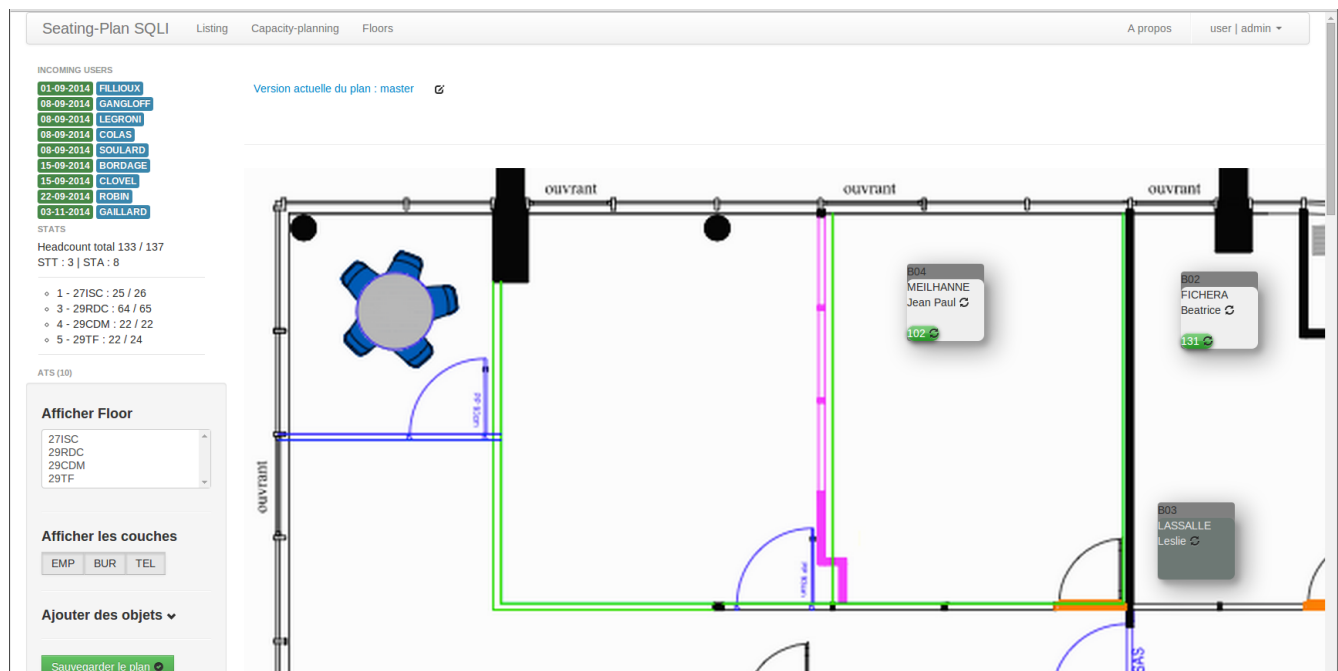 Seating-Plan SQLI Listing Capacity-planning Floors A propos user | admin
INCOMING USERS
01-09-2014 FILLIOUX
08-09-2014 GANGLOFF
08-09-2014 LEGRONI
08-09-2014 COLAS
08-09-2014 SOULARD
15-09-2014 BORDAGE
15-09-2014 CLOVEL
22-09-2014 ROBIN
03-11-2014 GAILLARD
STATS
Headcount total 133 / 137
STT : 3 | STA : 8
1 - 27ISC : 25 / 26
3 - 29RDC : 64 / 65
4 - 29CDM : 22 / 22
5 - 29TF : 22 / 24
ATS (10)
Afficher Floor
27ISC
29RDC
29CDM
29TF
Afficher les couches
EMP BUR TEL
Ajouter des objets
Sauvegarder le plan
Version actuelle du plan : master
ouvrant ouvrant ouvrant
ouvrant
B04
MEILHANNE
Jean Paul
102
B02
FICHERA
Beatrice
131
B03
LASSALLE
Leslie
SAS